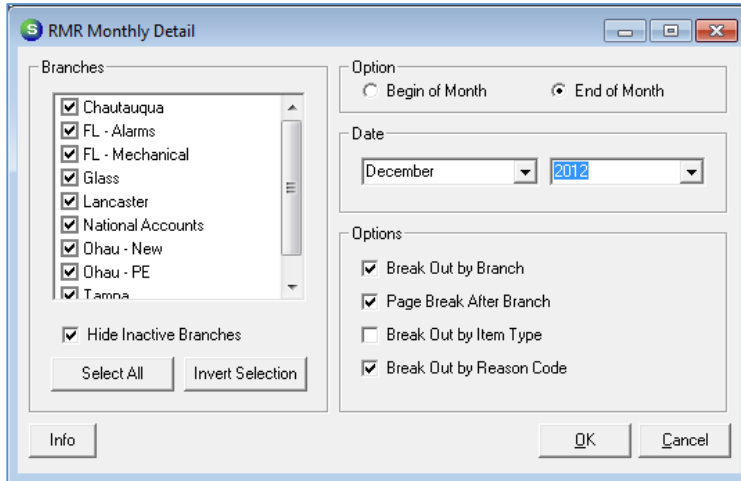 RMR Monthly Detail
Branches
Chautauqua
FL - Alarms
FL - Mechanical
Glass
Lancaster
National Accounts
Ohau - New
Ohau - PE
Tampa
Hide Inactive Branches
Select All
Invert Selection
Info
Option
Begin of Month
End of Month
Date
December
2012
Options
Break Out by Branch
Page Break After Branch
Break Out by Item Type
Break Out by Reason Code
OK
Cancel